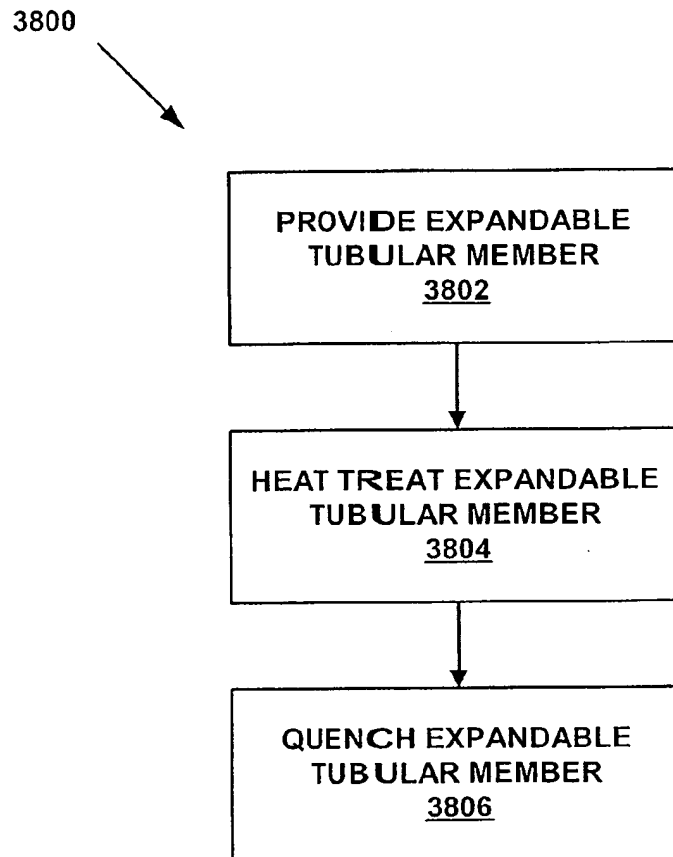 3800
PROVIDE EXPANDABLE
TUBULAR MEMBER
3802
HEAT TREAT EXPANDABLE
TUBULAR MEMBER
3804
QUENCH EXPANDABLE
TUBULAR MEMBER
3806